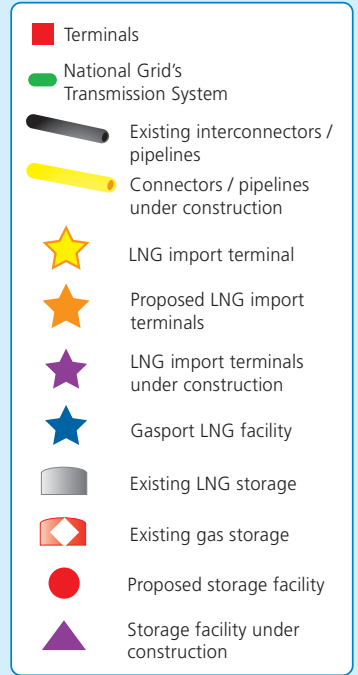 Terminals
National Grid's
Transmission System
Existing interconnectors /
pipelines
Connectors / pipelines
under construction
LNG import terminal
Proposed LNG import
terminals
LNG import terminals
under construction
Gasport LNG facility
Existing LNG storage
Existing gas storage
Proposed storage facility
Storage facility under
construction